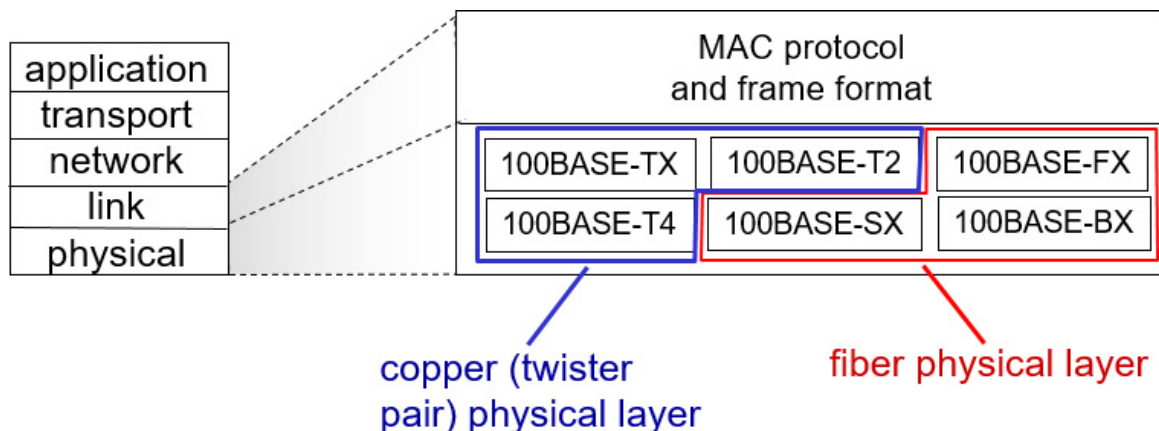 application
transport
network
link
physical
MAC protocol
and frame format
100BASE-TX
100BASE-T2
100BASE-FX
100BASE-T4
100BASE-SX
100BASE-BX
copper (twister
pair) physical layer
fiber physical layer